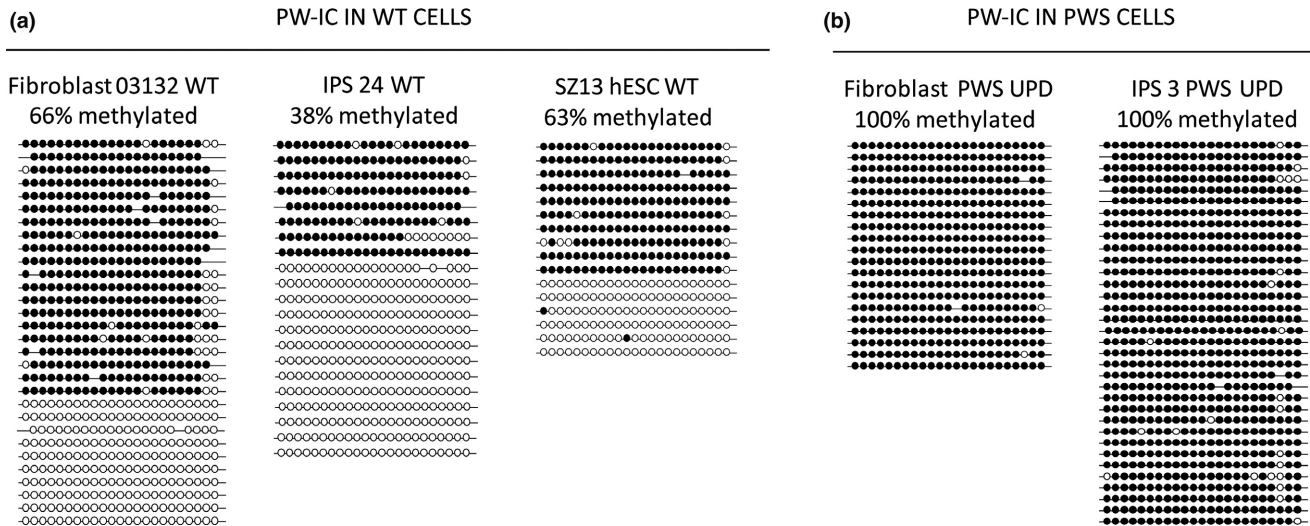 (a) PW-IC IN WT CELLS
Fibroblast 03132 WT
66% methylated
IPS 24 WT
38% methylated
SZ13 hESC WT
63% methylated
(b) PW-IC IN PWS CELLS
Fibroblast PWS UPD
100% methylated
IPS 3 PWS UPD
100% methylated